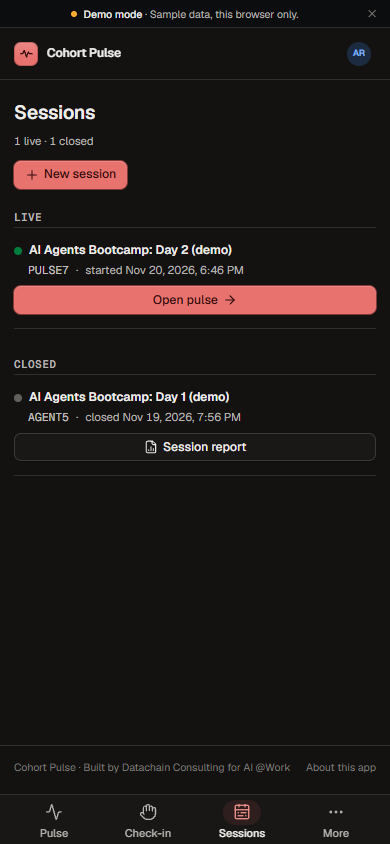 Demo mode · Sample data, this browser only.
Cohort Pulse
AR
Sessions
1 live · 1 closed
New session
LIVE
AI Agents Bootcamp: Day 2 (demo)
PULSE7 · started Nov 20, 2026, 6:46 PM
Open pulse
CLOSED
AI Agents Bootcamp: Day 1 (demo)
AGENT5 · closed Nov 19, 2026, 7:56 PM
Session report
Cohort Pulse · Built by Datachain Consulting for AI @Work About this app
Pulse Check-in Sessions More